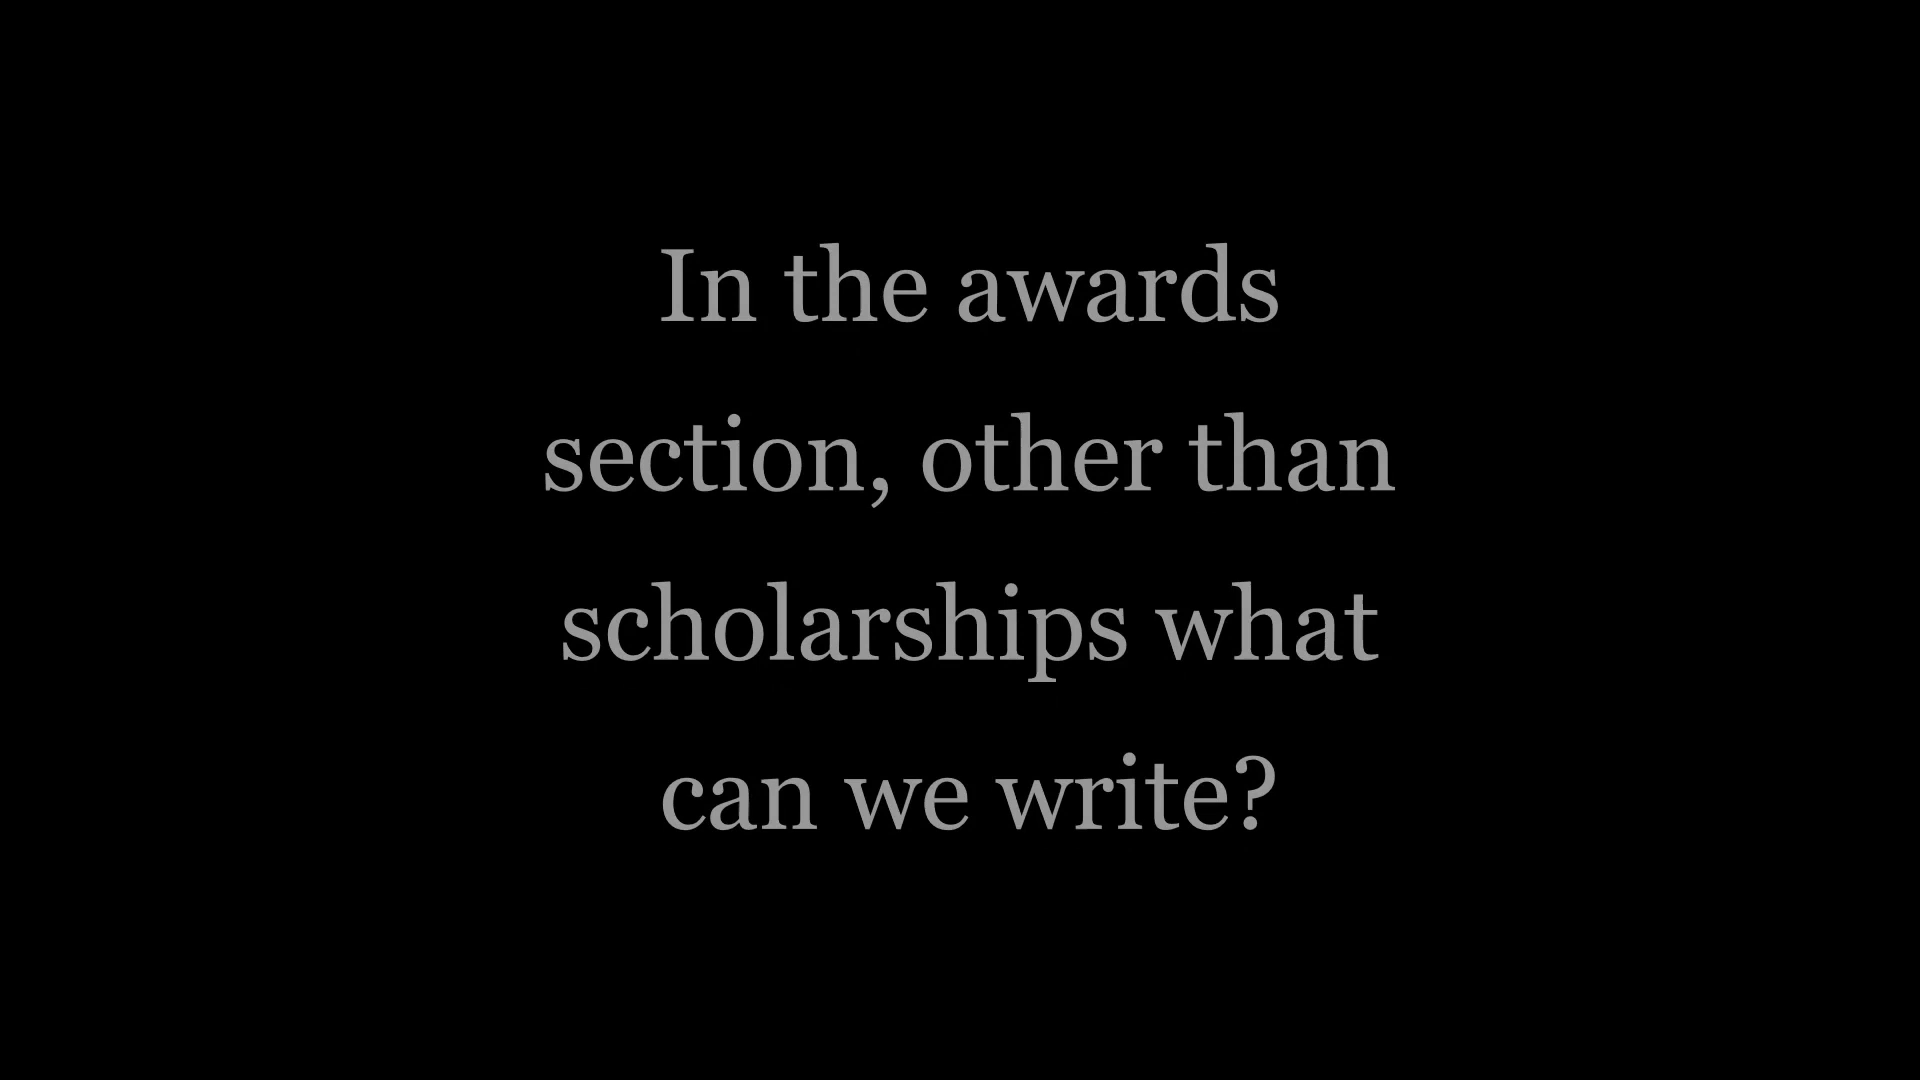 In the awards
section, other than
scholarships what
can we write?